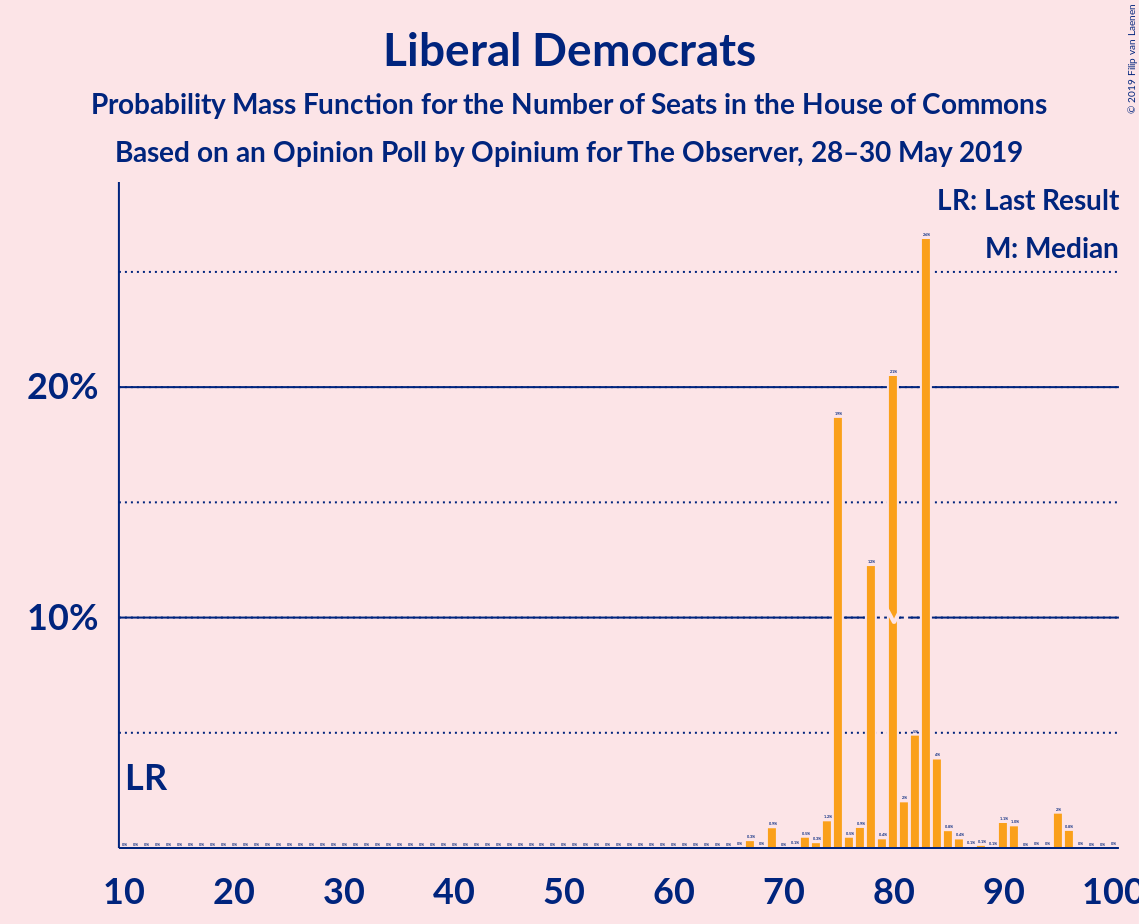 Liberal Democrats
Probability Mass Function for the Number of Seats in the House of Commons
Based on an Opinion Poll by Opinium for The Observer, 28–30 May 2019
© 2019 Filip van Laenen
LR: Last Result
M: Median
20%
10%
LR
M
10 20 30 40 50 60 70 80 90 100